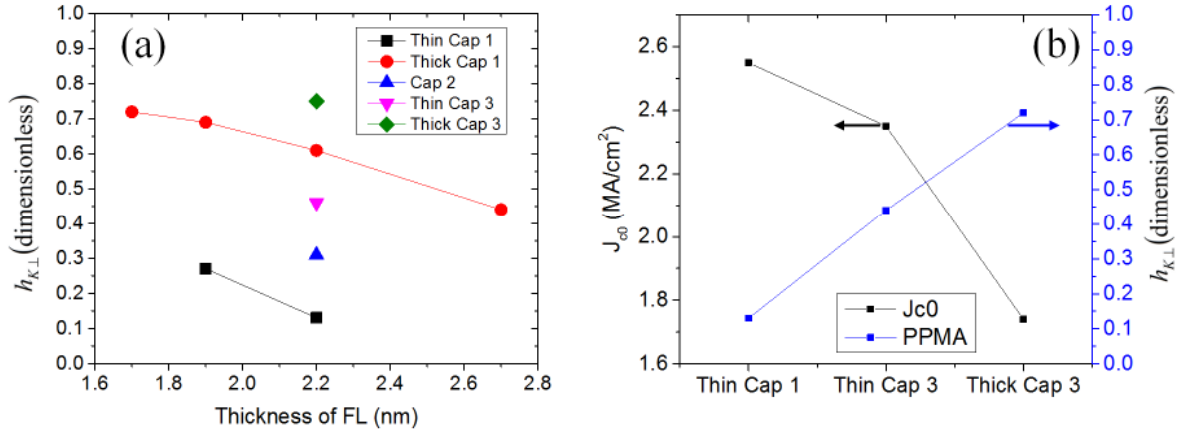 (a)
Thin Cap 1
Thick Cap 1
Cap 2
Thin Cap 3
Thick Cap 3
h_{K⊥} (dimensionless)
1.0
0.9
0.8
0.7
0.6
0.5
0.4
0.3
0.2
0.1
0.0
1.6 1.8 2.0 2.2 2.4 2.6 2.8
Thickness of FL (nm)
(b)
J_{c0} (MA/cm²)
2.6
2.4
2.2
2.0
1.8
1.6
Jc0
PPMA
1.0
0.9
0.8
0.7
0.6
0.5
0.4
0.3
0.2
0.1
0.0
h_{K⊥} (dimensionless)
Thin Cap 1 Thin Cap 3 Thick Cap 3